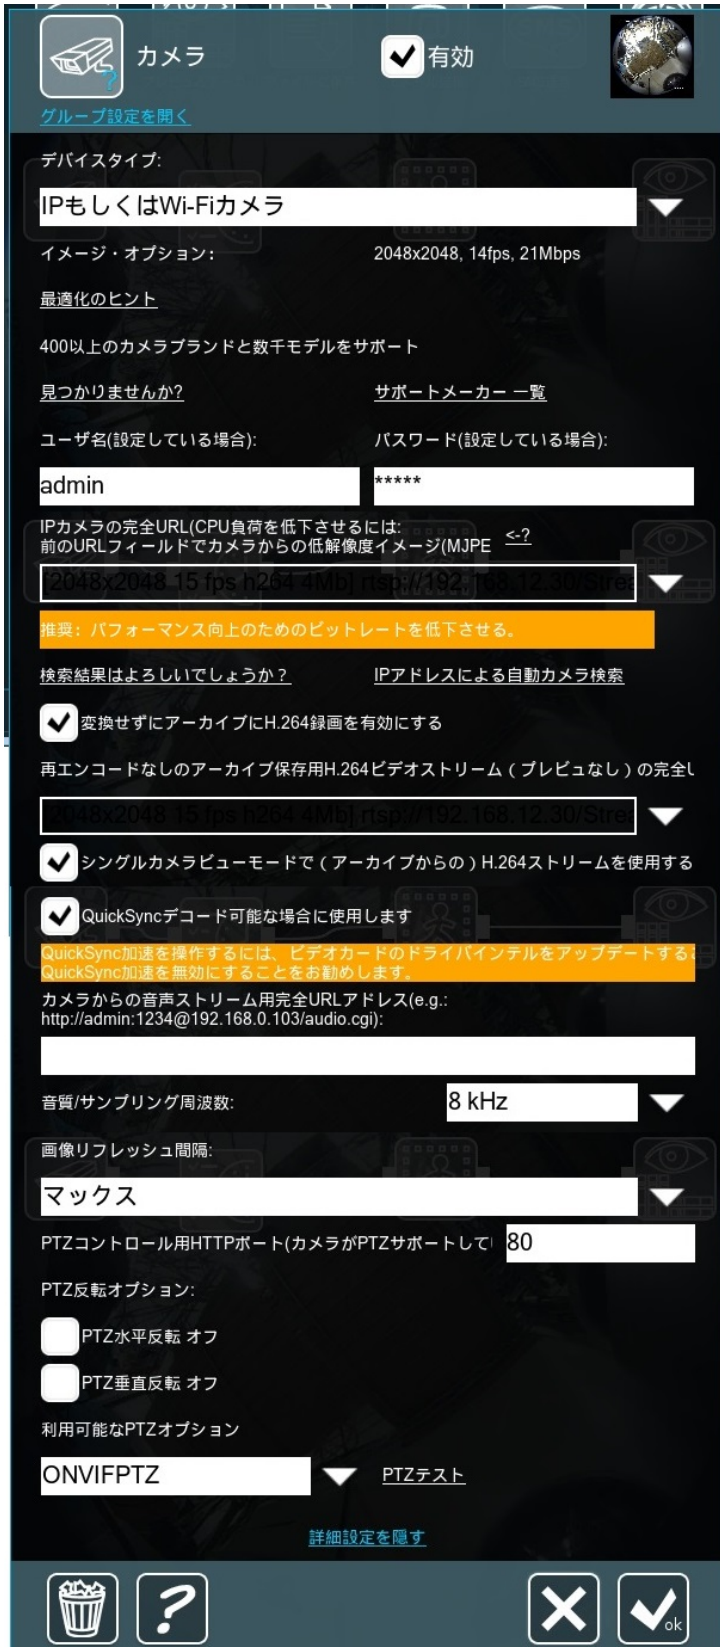 カメラ
有効
グループ設定を開く
デバイスタイプ:
IPもしくはWi-Fiカメラ
イメージ・オプション: 2048x2048, 14fps, 21Mbps
最適化のヒント
400以上のカメラブランドと数千モデルをサポート
見つかりませんか? サポートメーカー 一覧
ユーザ名(設定している場合): パスワード(設定している場合):
admin *****
IPカメラの完全URL(CPU負荷を低下させるには:
前のURLフィールドでカメラからの低解像度イメージ(MJPE <-?
[2048x2048 15 fps h264 4Mb] rtsp://192.168.12.30/Strea
推奨: パフォーマンス向上のためのビットレートを低下させる。
検索結果はよろしいでしょうか? IPアドレスによる自動カメラ検索
変換せずにアーカイブにH.264録画を有効にする
再エンコードなしのアーカイブ保存用H.264ビデオストリーム(プレビュなし)の完全
[2048x2048 15 fps h264 4Mb] rtsp://192.168.12.30/Strea
シングルカメラビューモードで(アーカイブからの)H.264ストリームを使用する
QuickSyncデコード可能な場合に使用します
QuickSync加速を操作するには、ビデオカードのドライバインテルをアップデートする
QuickSync加速を無効にすることをお勧めします。
カメラからの音声ストリーム用完全URLアドレス(e.g.:
http://admin:1234@192.168.0.103/audio.cgi):
音質/サンプリング周波数: 8 kHz
画像リフレッシュ間隔:
マックス
PTZコントロール用HTTPポート(カメラがPTZサポートして 80
PTZ反転オプション:
PTZ水平反転 オフ
PTZ垂直反転 オフ
利用可能なPTZオプション
ONVIFPTZ PTZテスト
詳細設定を隠す
ok